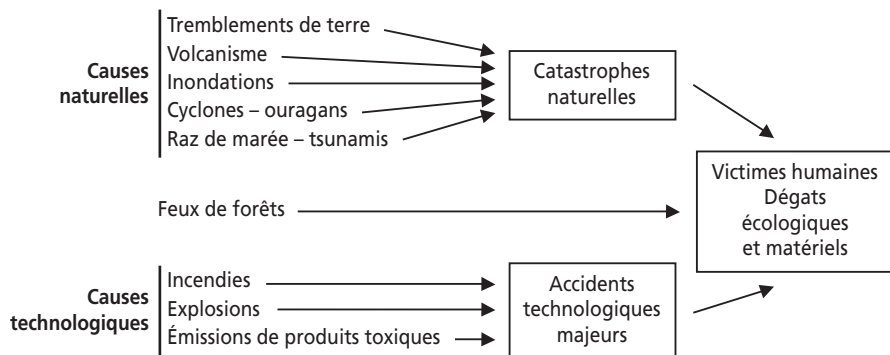 Causes
naturelles
Tremblements de terre
Volcanisme
Inondations
Cyclones – ouragans
Raz de marée – tsunamis
Catastrophes
naturelles
Feux de forêts
Victimes humaines
Dégats
écologiques
et matériels
Causes
technologiques
Incendies
Explosions
Émissions de produits toxiques
Accidents
technologiques
majeurs